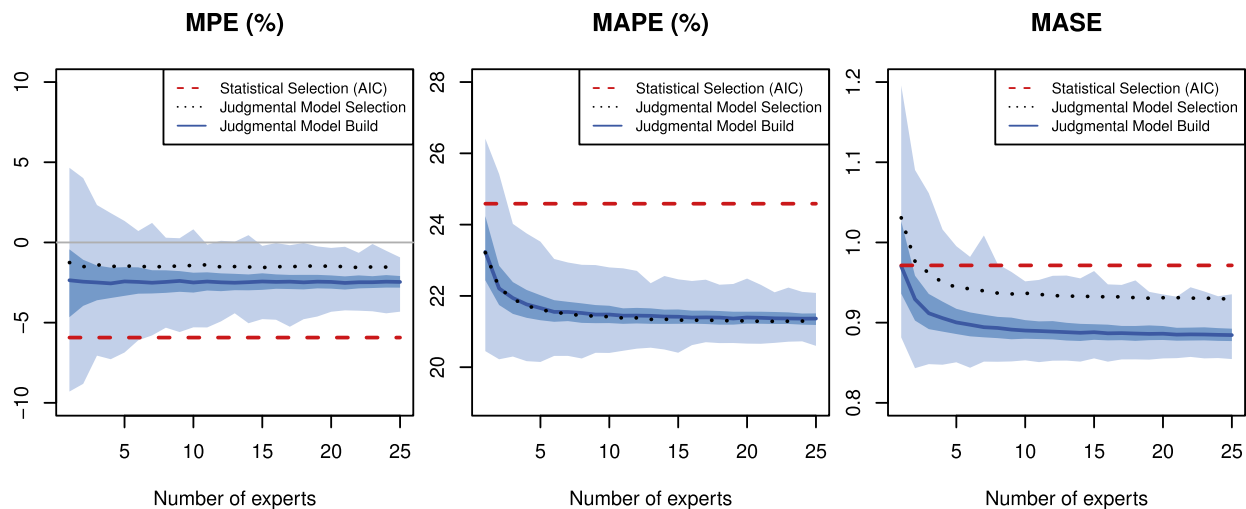 MPE (%)
10
5
0
−5
−10
Statistical Selection (AIC)
Judgmental Model Selection
Judgmental Model Build
5 10 15 20 25
Number of experts
MAPE (%)
28
26
24
22
20
Statistical Selection (AIC)
Judgmental Model Selection
Judgmental Model Build
5 10 15 20 25
Number of experts
MASE
1.2
1.1
1.0
0.9
0.8
Statistical Selection (AIC)
Judgmental Model Selection
Judgmental Model Build
5 10 15 20 25
Number of experts